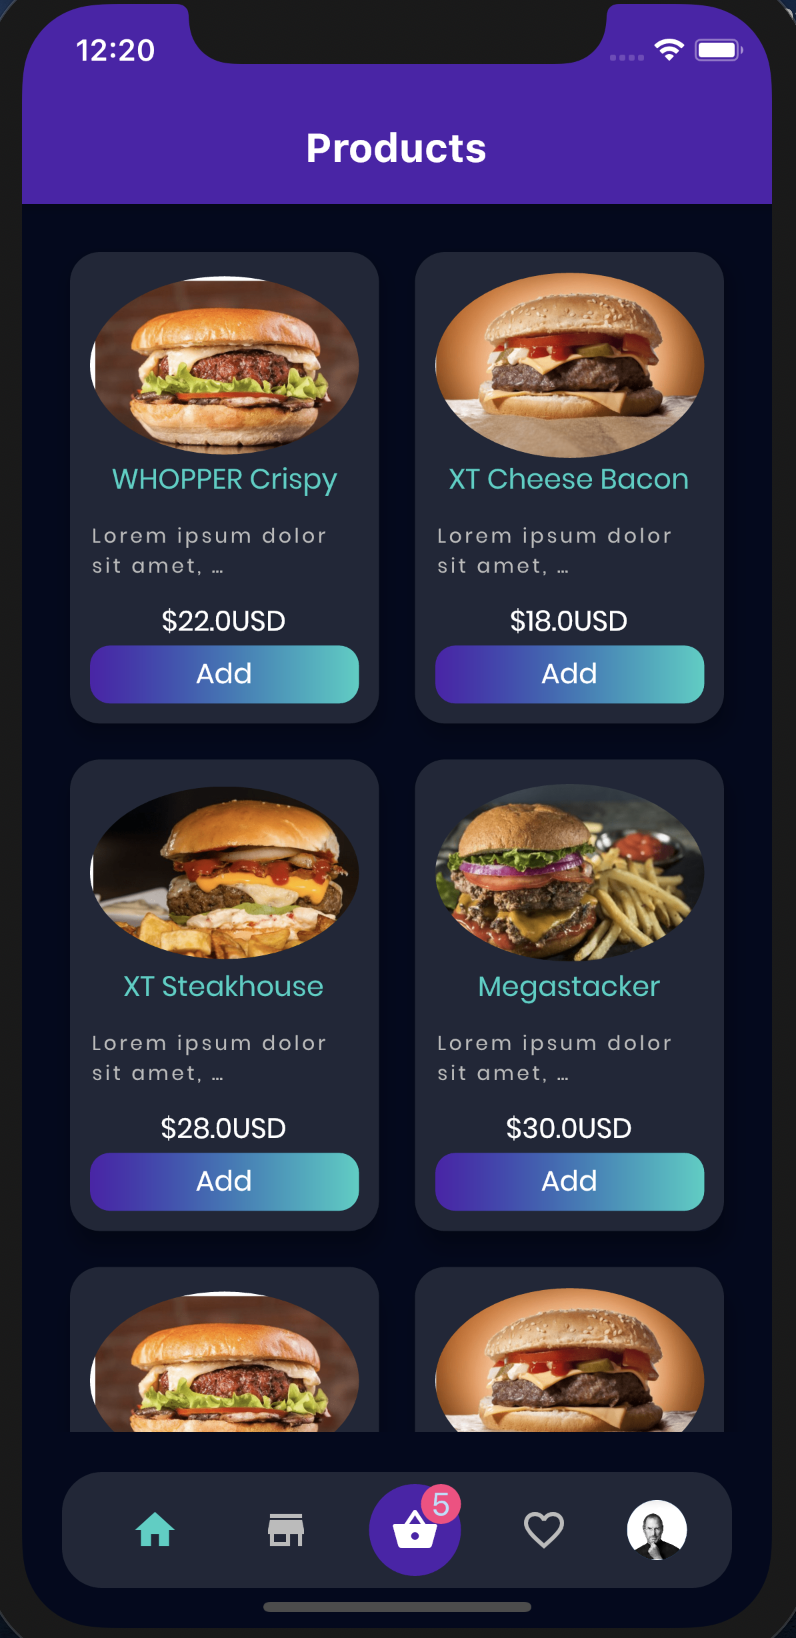 12:20
Products
WHOPPER Crispy
Lorem ipsum dolor
sit amet, ...
$22.0USD
Add
XT Cheese Bacon
Lorem ipsum dolor
sit amet, ...
$18.0USD
Add
XT Steakhouse
Lorem ipsum dolor
sit amet, ...
$28.0USD
Add
Megastacker
Lorem ipsum dolor
sit amet, ...
$30.0USD
Add
5